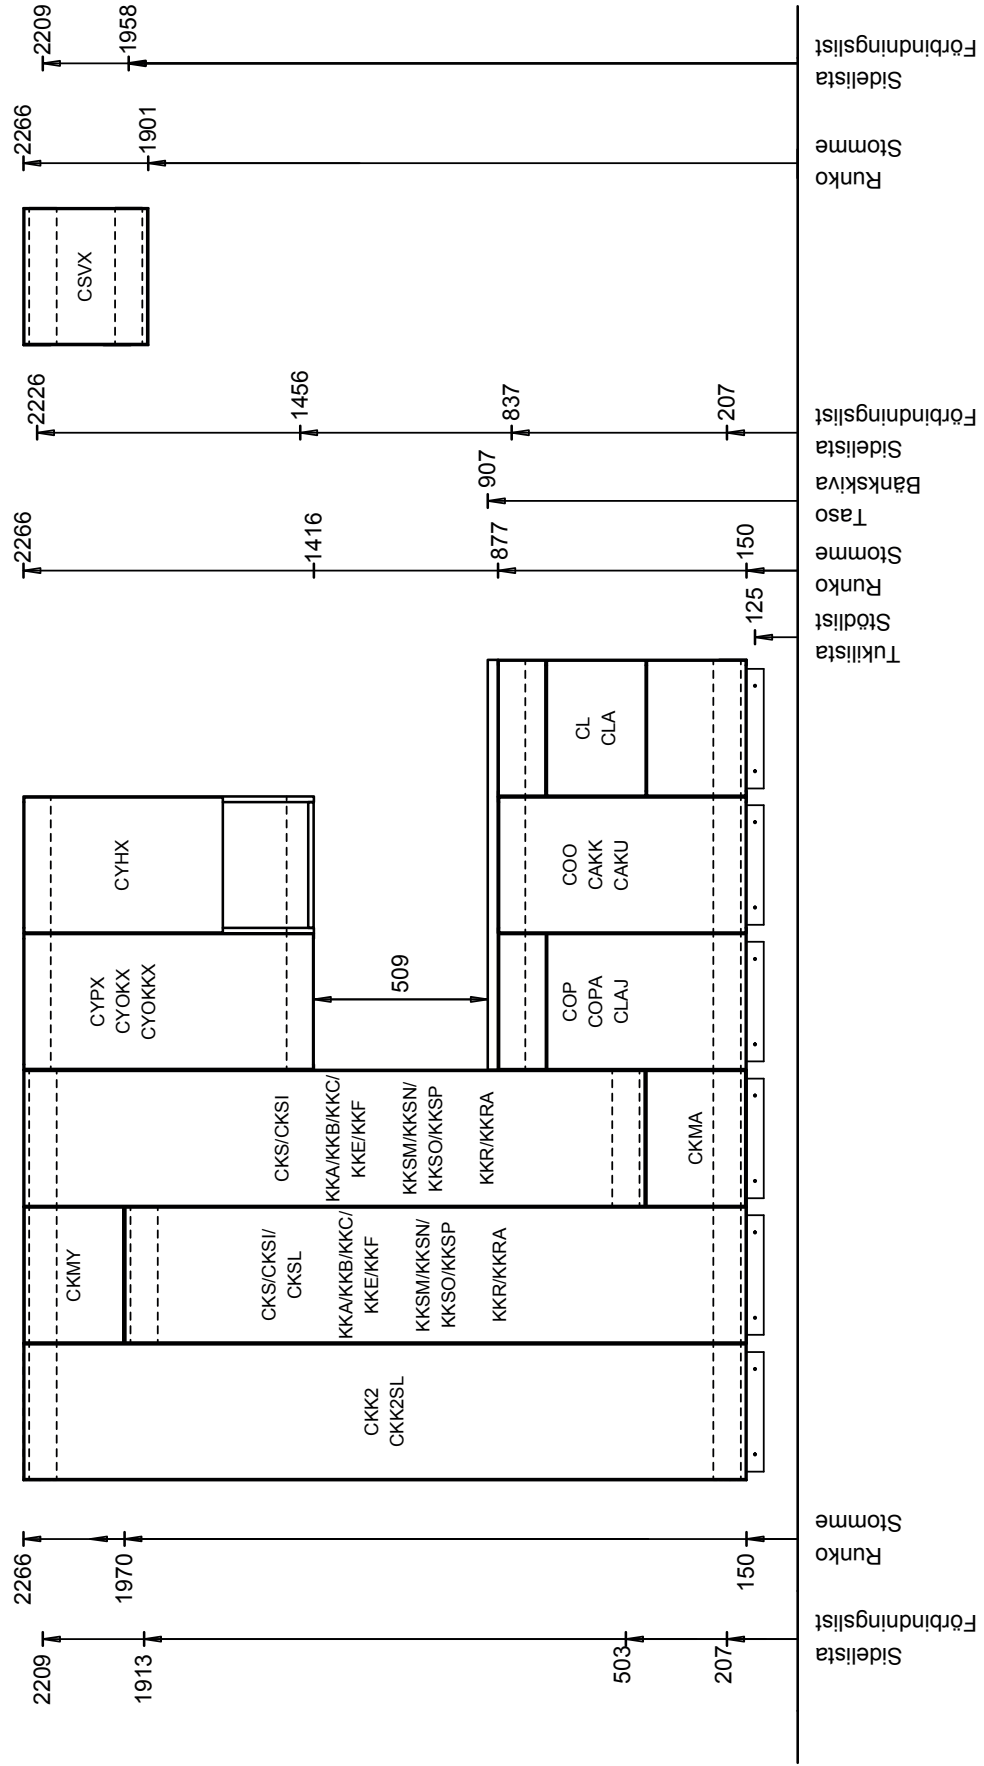 2209
1913
503
207
Sidelista
Förbindningslist
2266
1970
150
Runko
Stomme
CKK2
CKK2SL
CKMY
CKS/CKSI/
CKSL
KKA/KKB/KKC/
KKE/KKF
KKSM/KKSN/
KKSO/KKSP
KKR/KKRA
CKS/CKSI
KKA/KKB/KKC/
KKE/KKF
KKSM/KKSN/
KKSO/KKSP
KKR/KKRA
CKMA
CYPX
CYOKX
CYOKKX
509
COP
COPA
CLAJ
CYHX
COO
CAKK
CAKU
CL
CLA
125
Tukilista
Stödlist
2266
1416
877
150
Runko
Stomme
907
Taso
Bänkskiva
2226
1456
837
207
Sidelista
Förbindningslist
CSVX
2266
1901
Runko
Stomme
2209
1958
Sidelista
Förbindningslist